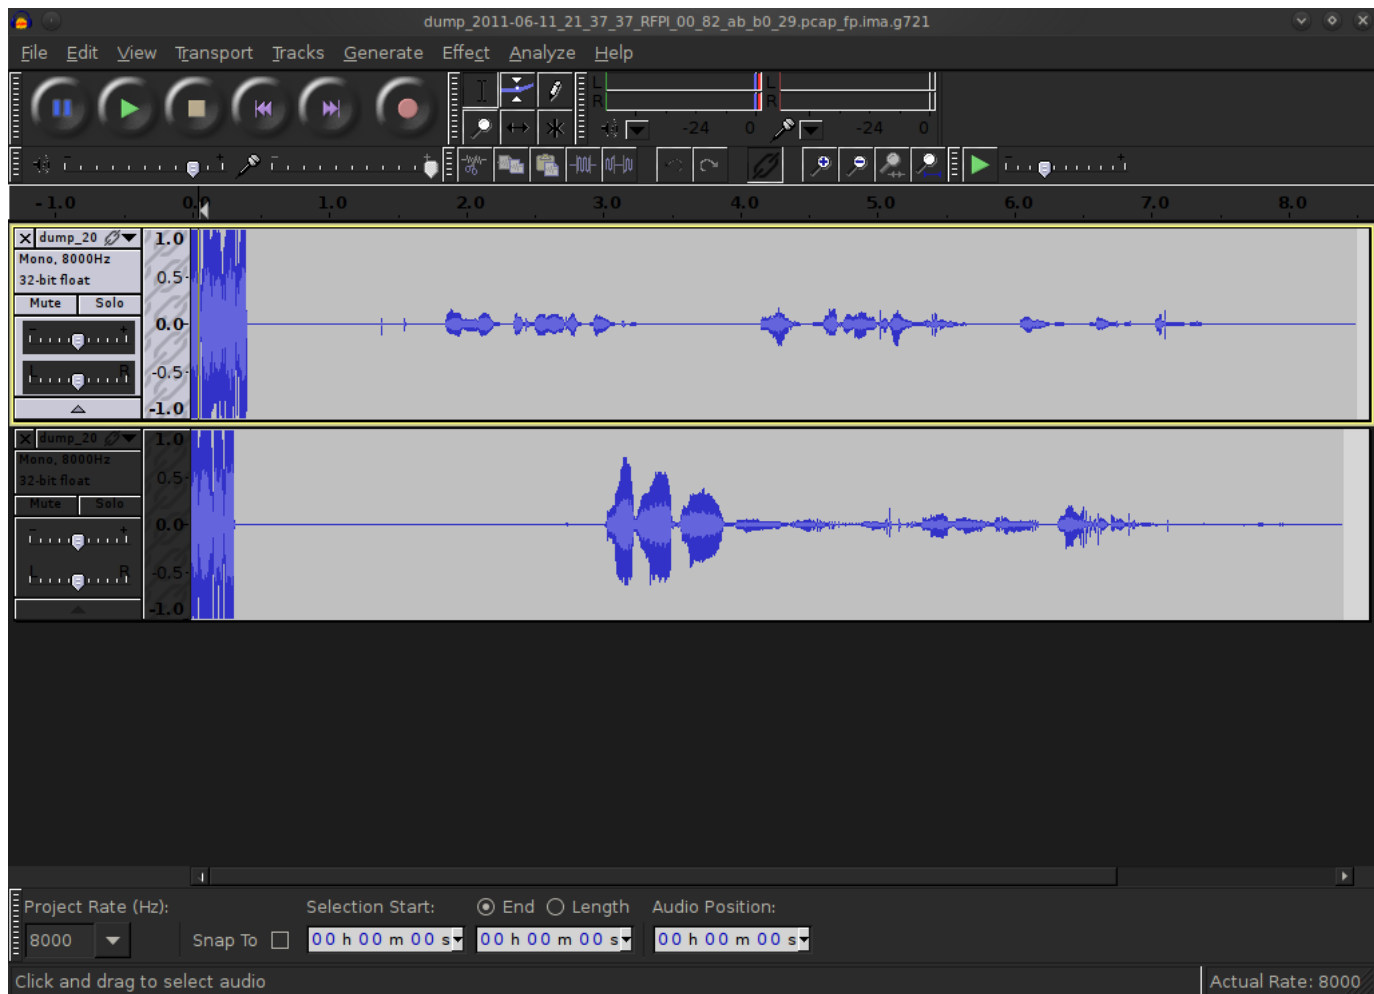 dump_2011-06-11_21_37_37_RFPI_00_82_ab_b0_29.pcap_fp.ima.g721
File Edit View Transport Tracks Generate Effect Analyze Help
L
R
-24 0 -24 0
-1.0 0.0 1.0 2.0 3.0 4.0 5.0 6.0 7.0 8.0
dump_20 1.0
Mono, 8000Hz
32-bit float 0.5
Mute Solo
0.0
L R -0.5
-1.0
dump_20 1.0
Mono, 8000Hz
32-bit float 0.5
Mute Solo
0.0
L R -0.5
-1.0
Project Rate (Hz): Selection Start: End Length Audio Position:
8000 Snap To 00 h 00 m 00 s 00 h 00 m 00 s 00 h 00 m 00 s
Click and drag to select audio Actual Rate: 8000